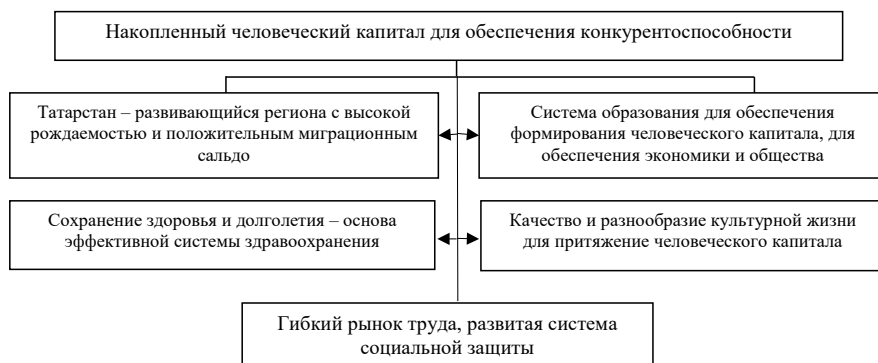 Накопленный человеческий капитал для обеспечения конкурентоспособности
Татарстан – развивающийся региона с высокой
рождаемостью и положительным миграционным
сальдо
Система образования для обеспечения
формирования человеческого капитала, для
обеспечения экономики и общества
Сохранение здоровья и долголетия – основа
эффективной системы здравоохранения
Качество и разнообразие культурной жизни
для притяжение человеческого капитала
Гибкий рынок труда, развитая система
социальной защиты